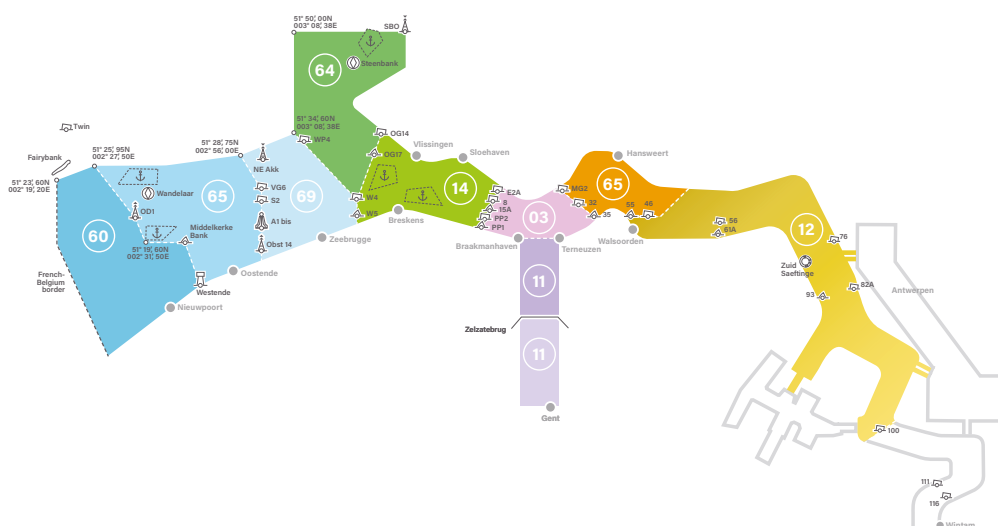 51° 50', 00N
003° 08', 38E
SBO
Steenbank
64
Twin
51° 34', 60N
003° 08', 38E
WP4
OG14
Fairybank
51° 25', 95N
002° 27', 50E
51° 28', 75N
002° 56', 00E
OG17
Vlissingen
Sloehaven
Hansweert
NE Akk
51° 23', 60N
002° 19', 20E
Wandelaar
65
VG6
S2
69
W4
W5
14
E2A
8
15A
PP2
PP1
MG2
32
35
65
55
46
OD1
Middelkerke
Bank
A1 bis
Obst 14
Breskens
03
56
61A
12
76
60
51° 19', 60N
002° 31', 50E
Zeebrugge
Braakmanhaven
Terneuzen
Walsoorden
Zuid
Saeftinge
French-
Belgium
border
Oostende
Westende
11
93
82A
Antwerpen
Nieuwpoort
Zelzatebrug
11
Gent
100
111
116
Wigtam